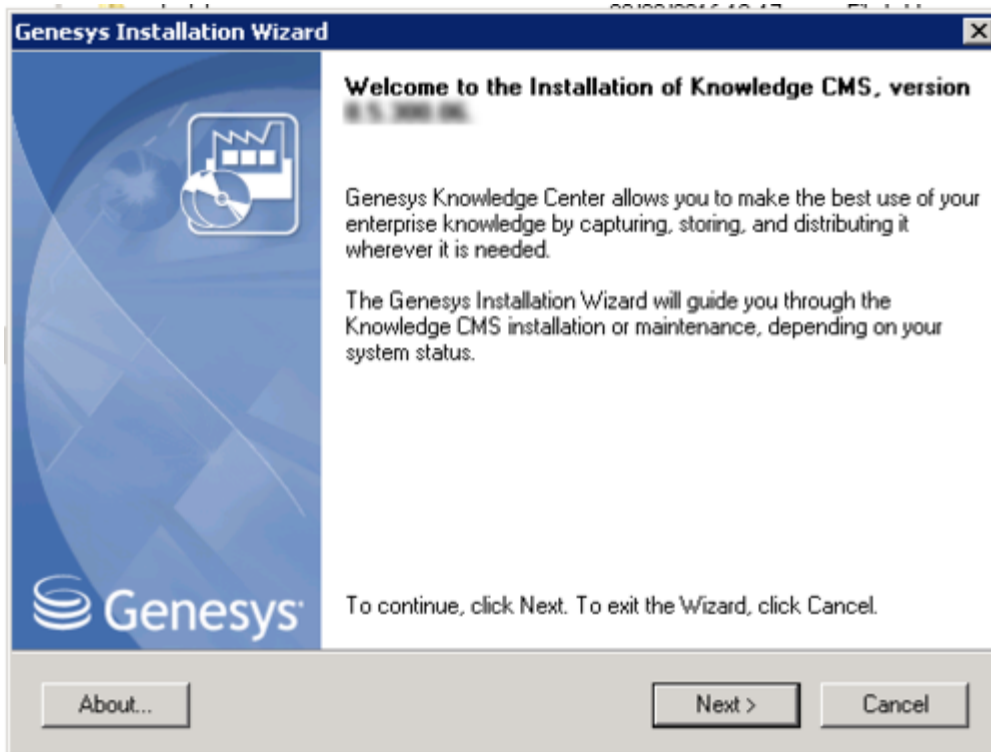 Genesys Installation Wizard
Welcome to the Installation of Knowledge CMS, version
Genesys Knowledge Center allows you to make the best use of your
enterprise knowledge by capturing, storing, and distributing it
wherever it is needed.
The Genesys Installation Wizard will guide you through the
Knowledge CMS installation or maintenance, depending on your
system status.
Genesys
To continue, click Next. To exit the Wizard, click Cancel.
About...
Next >
Cancel